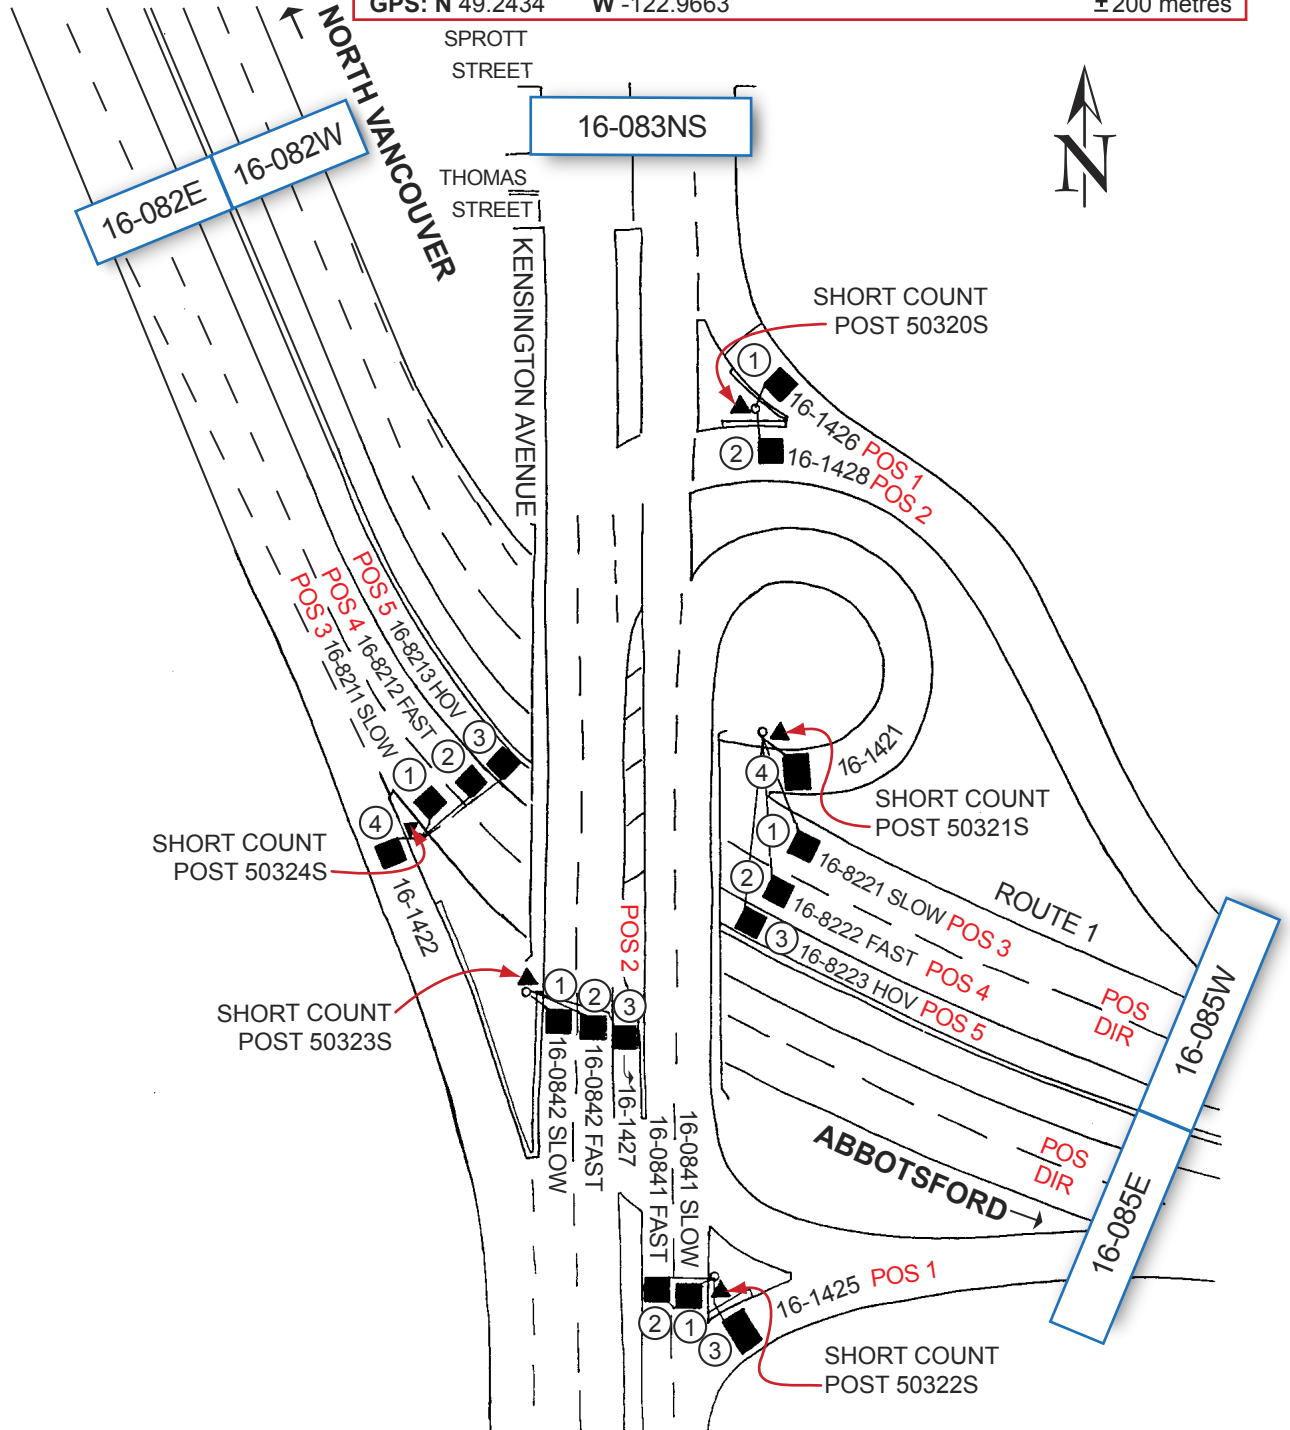 GPS: N 49.2434 W -122.9663 ± 200 metres
SPROTT
STREET
NORTH VANCOUVER
16-083NS
N
16-082E
16-082W
THOMAS
STREET
KENSINGTON AVENUE
SHORT COUNT
POST 50320S
1
16-1426 POS 1
2
16-1428 POS 2
POS 5 16-8213 HOV
POS 4 16-8212 FAST
POS 3 16-8211 SLOW
3
2
1
4
16-1422
SHORT COUNT
POST 50324S
4
16-1421
SHORT COUNT
POST 50321S
1
16-8221 SLOW POS 3
2
16-8222 FAST POS 4
3
16-8223 HOV POS 5
ROUTE 1
POS
DIR
16-085W
POS 2
SHORT COUNT
POST 50323S
1
2
3
16-0842 SLOW
16-0842 FAST
16-1427
16-0841 FAST
16-0841 SLOW
ABBOTSFORD
POS
DIR
16-085E
16-1425 POS 1
2
1
3
SHORT COUNT
POST 50322S